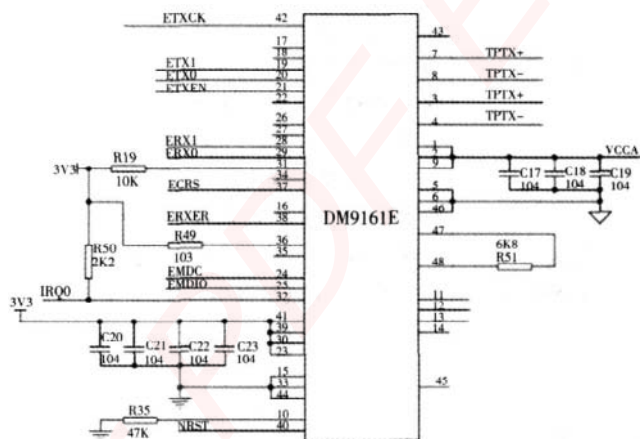 ETXCK 42
43
17
18
ETX1 19
7 TPTX+
ETX0 20
8 TPTX-
ETXEN 21
22
3 TPTX+
26
27
4 TPTX-
ERX1 28
ERX0 29
1
2
9
VCCA
3V3
R19
10K
31
34
ECRS 37
C17
104
C18
104
C19
104
5
6
46
16
ERXER 38
DM9161E
R49
103
36
35
47
6K8
R51
48
R50
2K2
EMDC 24
EMDIO 25
IRQ0 32
11
12
13
14
3V3
41
39
30
23
C20
104
C21
104
C22
104
C23
104
15
33
44
45
R35
47K
10
NRST 40
PDF